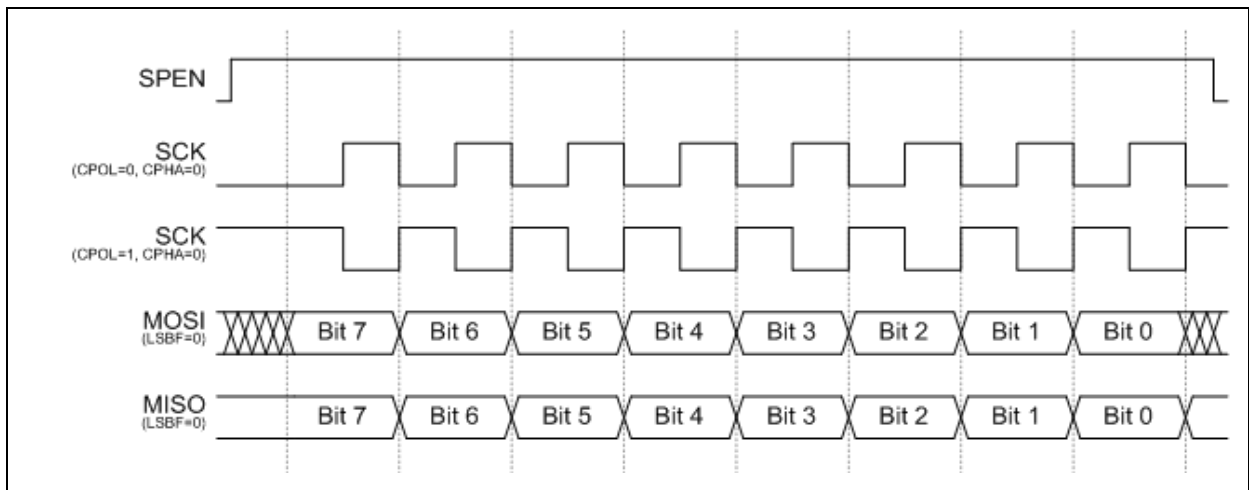 SPEN
SCK
(CPOL=0, CPHA=0)
SCK
(CPOL=1, CPHA=0)
MOSI
(LSBF=0)
Bit 7 Bit 6 Bit 5 Bit 4 Bit 3 Bit 2 Bit 1 Bit 0
MISO
(LSBF=0)
Bit 7 Bit 6 Bit 5 Bit 4 Bit 3 Bit 2 Bit 1 Bit 0